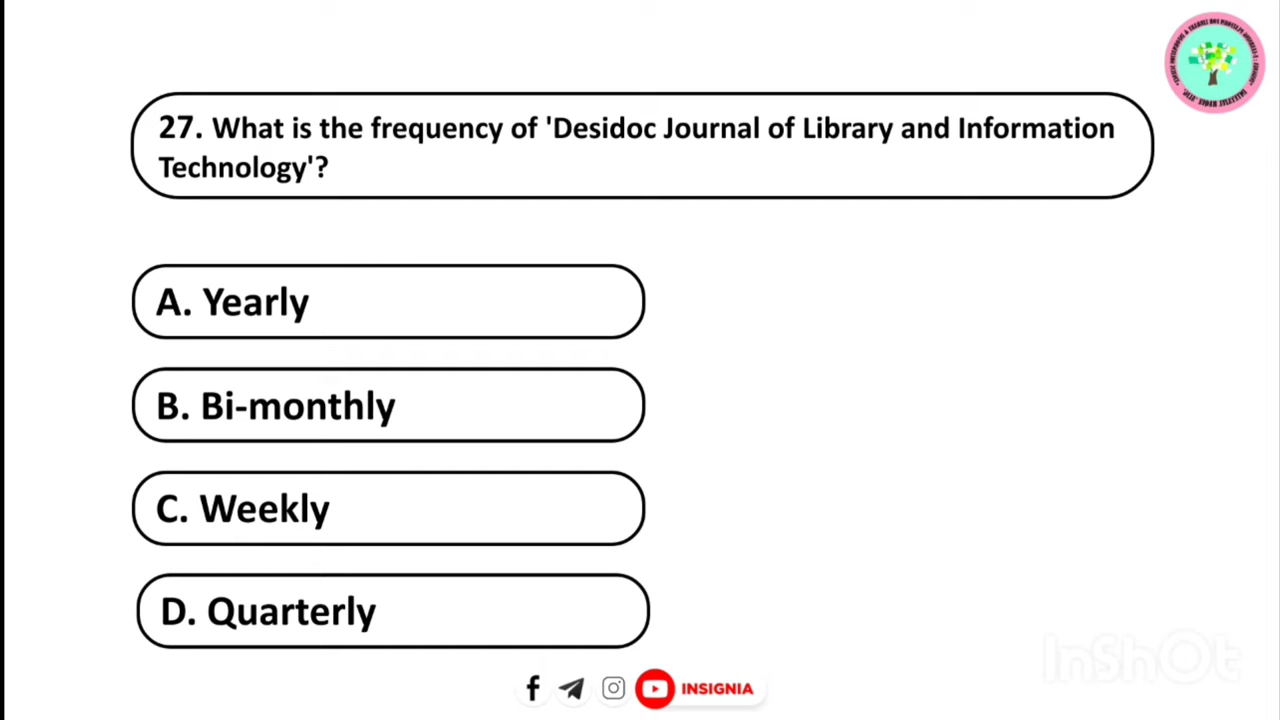 27. What is the frequency of 'Desidoc Journal of Library and Information
Technology'?
A. Yearly
B. Bi-monthly
C. Weekly
D. Quarterly
INSIGNIA
InShOt